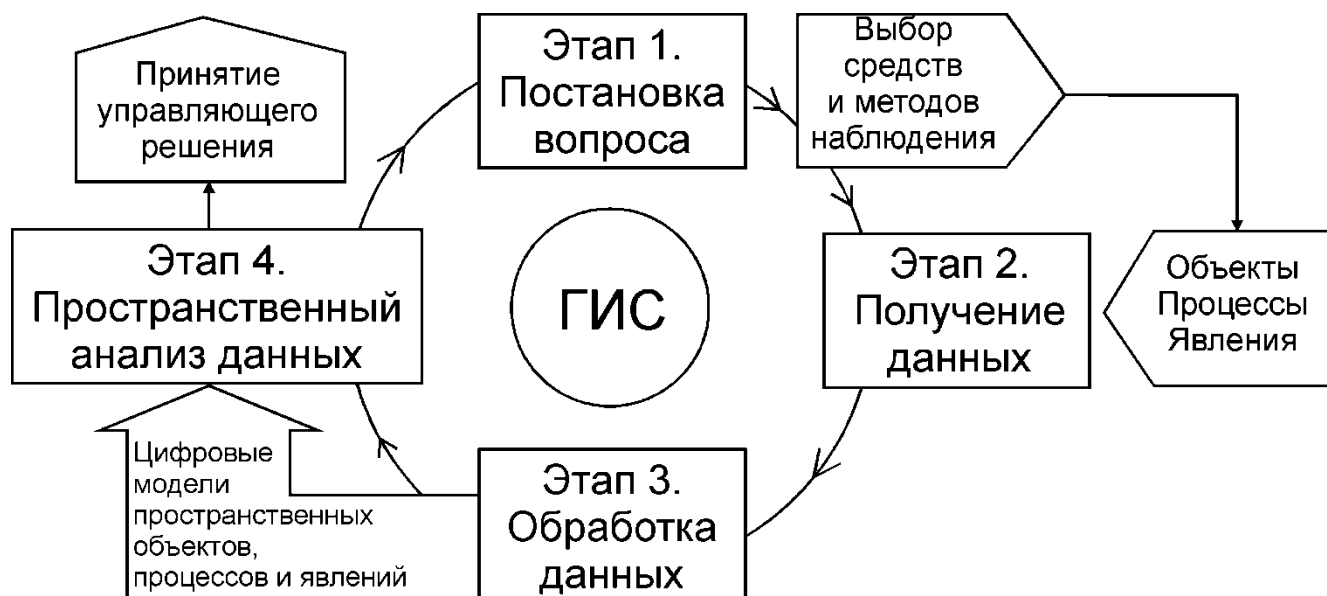 Принятие
управляющего
решения
Этап 1.
Постановка
вопроса
Выбор
средств
и методов
наблюдения
Этап 4.
Пространственный
анализ данных
ГИС
Этап 2.
Получение
данных
Объекты
Процессы
Явления
Цифровые
модели
пространственных
объектов,
процессов и явлений
Этап 3.
Обработка
данных